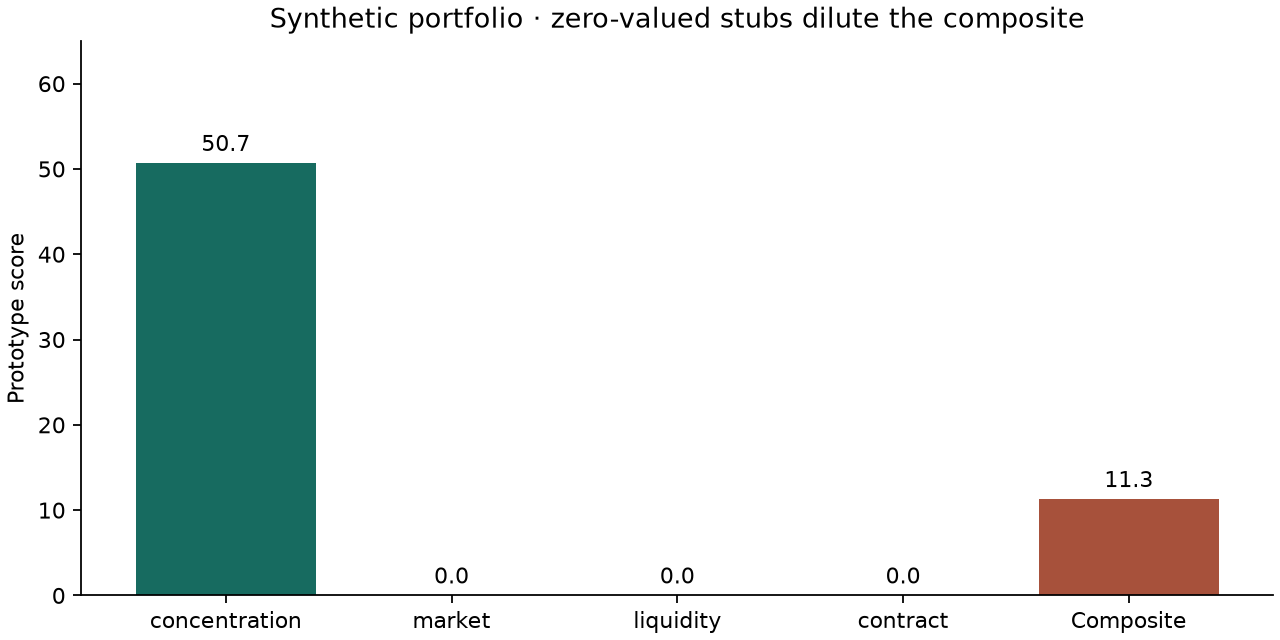 Synthetic portfolio · zero-valued stubs dilute the composite
Prototype score
60
50
40
30
20
10
0
50.7
0.0
0.0
0.0
11.3
concentration
market
liquidity
contract
Composite